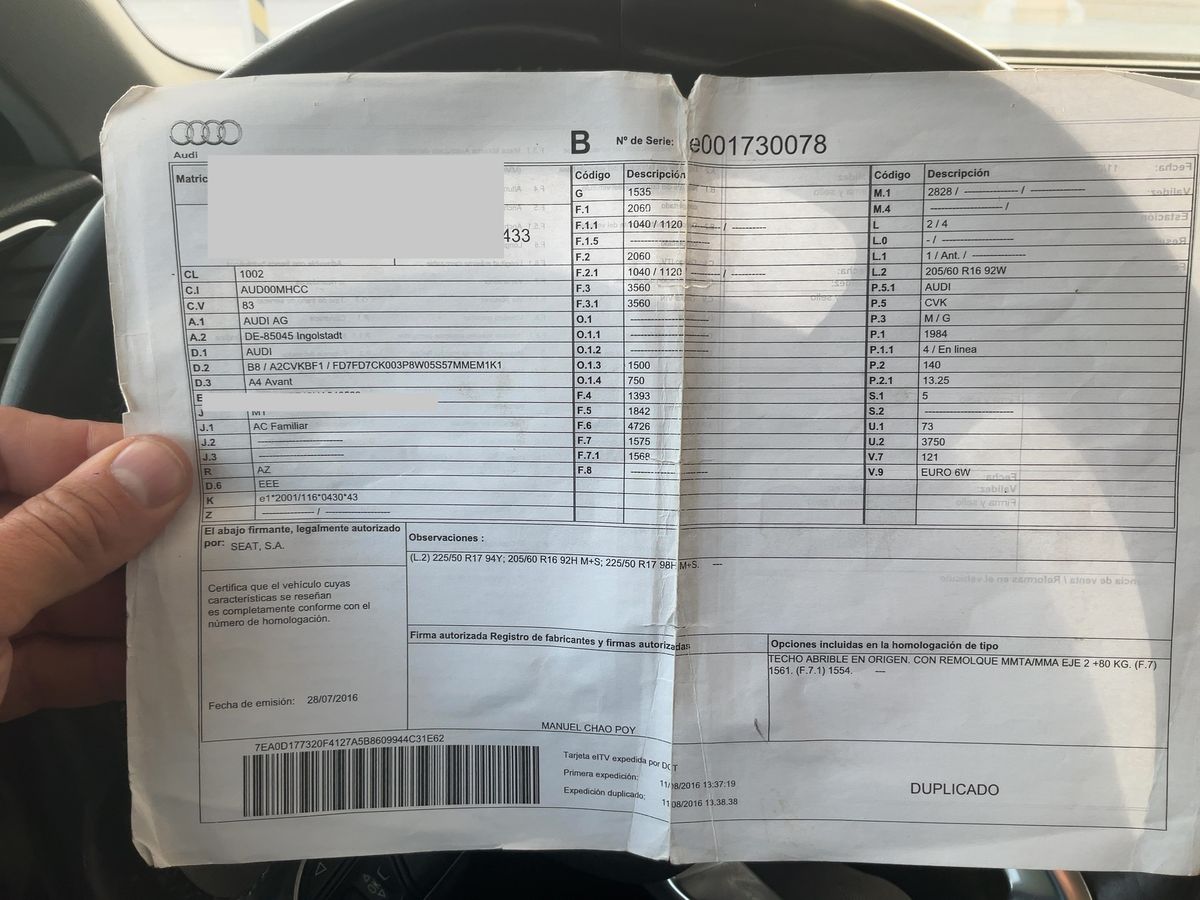 Audi
B Nº de Serie: e001730078
Matric
433
CL 1002
C.I AUD00MHCC
C.V 83
A.1 AUDI AG
A.2 DE-85045 Ingolstadt
D.1 AUDI
D.2 B8 / A2CVKBF1 / FD7FD7CK003P8W05S57MMEM1K1
D.3 A4 Avant
E
J M1
J.1 AC Familiar
J.2 --------------------
J.3 --------------------
R AZ
D.6 EEE
K e1*2001/116*0430*43
Z ------------ / ---------------
Código Descripción
G 1535
F.1 2060
F.1.1 1040 / 1120 ------- / ---------
F.1.5 --------------------
F.2 2060
F.2.1 1040 / 1120 ------- / ---------
F.3 3560
F.3.1 3560
O.1 --------------------
O.1.1 --------------------
O.1.2 --------------------
O.1.3 1500
O.1.4 750
F.4 1393
F.5 1842
F.6 4726
F.7 1575
F.7.1 1568
F.8 --------------------
Código Descripción
M.1 2828 / ------------- / -------------
M.4 ----------------- /
L 2 / 4
L.0 - / -----------------
L.1 1 / Ant. / -------------
L.2 205/60 R16 92W
P.5.1 AUDI
P.5 CVK
P.3 M / G
P.1 1984
P.1.1 4 / En linea
P.2 140
P.2.1 13.25
S.1 5
S.2 --------------------
U.1 73
U.2 3750
V.7 121
V.9 EURO 6W
El abajo firmante, legalmente autorizado
por: SEAT, S.A.
Certifica que el vehículo cuyas
características se reseñan
es completamente conforme con el
número de homologación.
Fecha de emisión: 28/07/2016
Observaciones :
(L.2) 225/50 R17 94Y; 205/60 R16 92H M+S; 225/50 R17 98H M+S. ---
Firma autorizada Registro de fabricantes y firmas autorizadas
MANUEL CHAO POY
Opciones incluidas en la homologación de tipo
TECHO ABRIBLE EN ORIGEN. CON REMOLQUE MMTA/MMA EJE 2 +80 KG. (F.7)
1561. (F.7.1) 1554. ---
7EA0D177320F4127A5B8609944C31E62
Tarjeta eITV expedida por DGT
Primera expedición: 11/08/2016 13:37:19
Expedición duplicado: 11/08/2016 13.38.38
DUPLICADO